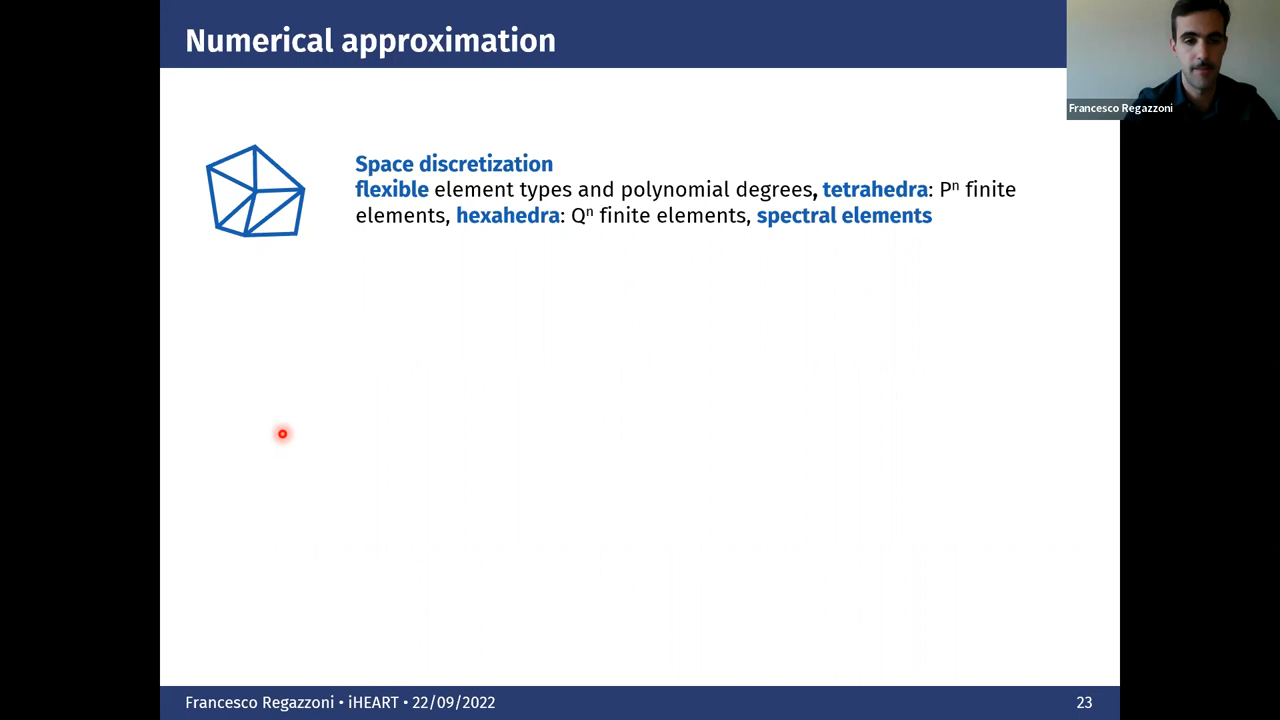 Numerical approximation
Francesco Regazzoni
Space discretization
flexible element types and polynomial degrees, tetrahedra: Pⁿ finite
elements, hexahedra: Qⁿ finite elements, spectral elements
Francesco Regazzoni • iHEART • 22/09/2022
23